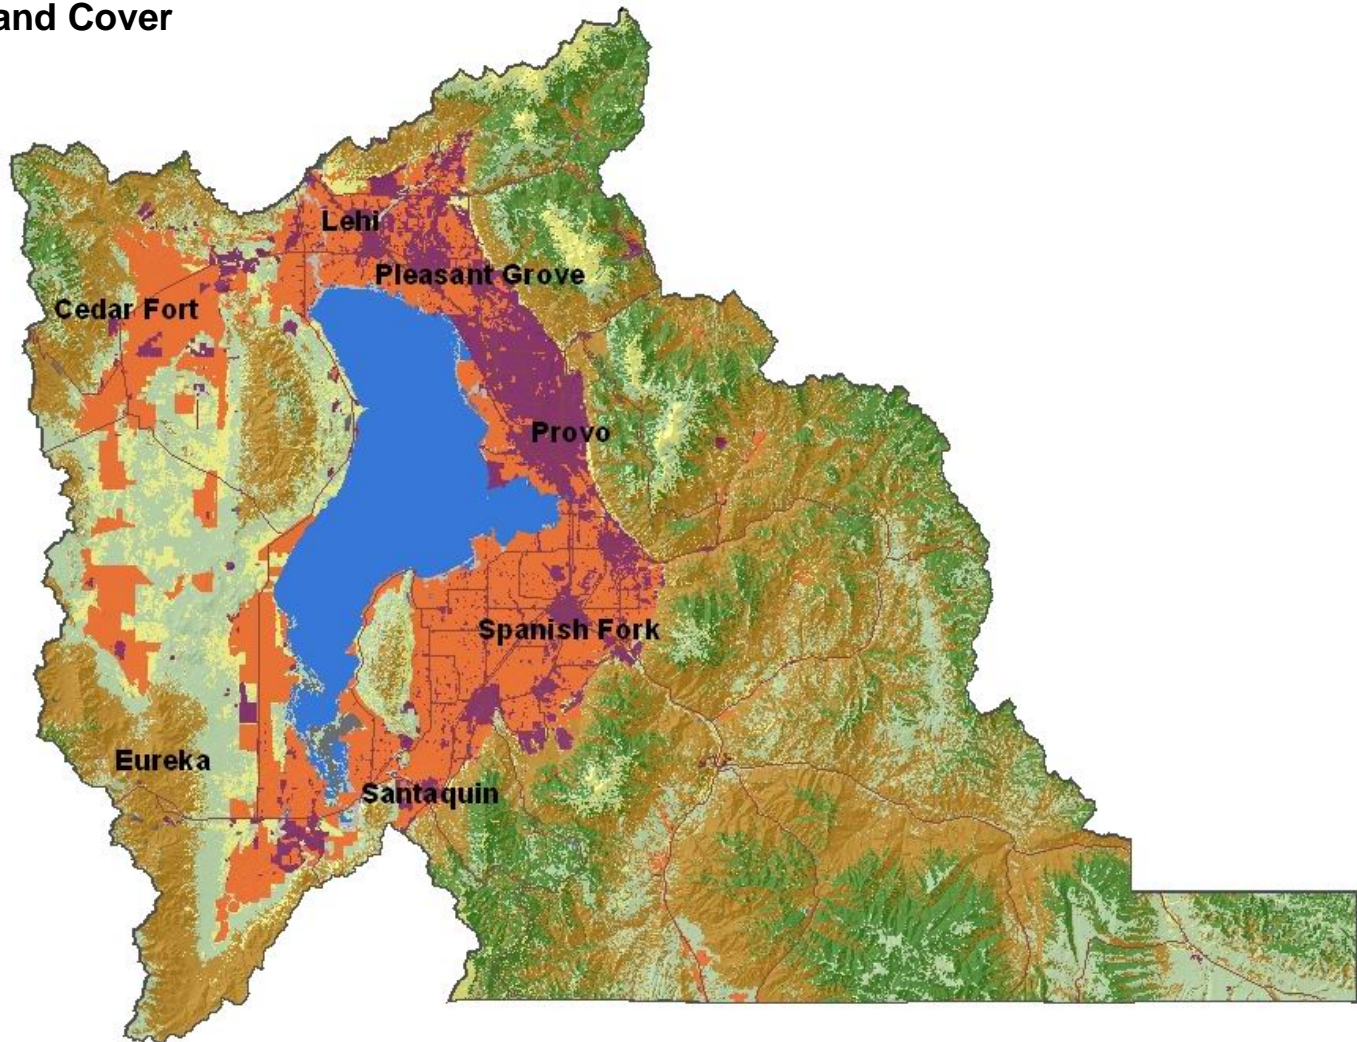 and Cover
Lehi
Pleasant Grove
Cedar Fort
Provo
Spanish Fork
Eureka
Santaquin